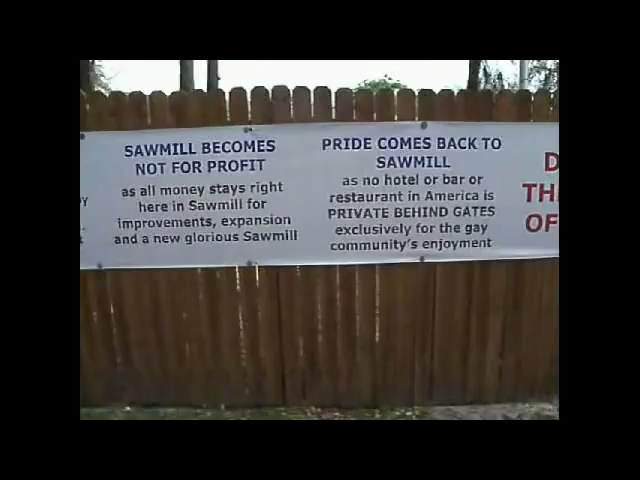 SAWMILL BECOMES
NOT FOR PROFIT
as all money stays right
here in Sawmill for
improvements, expansion
and a new glorious Sawmill
PRIDE COMES BACK TO
SAWMILL
as no hotel or bar or
restaurant in America is
PRIVATE BEHIND GATES
exclusively for the gay
community's enjoyment